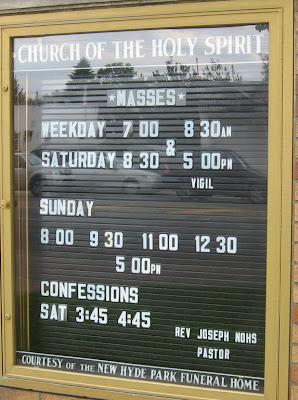 CHURCH OF THE HOLY SPIRIT
★MASSES★
WEEKDAY 7 00 8 30AM
&
SATURDAY 8 30 5 00PM
VIGIL
SUNDAY
8 00 9 30 11 00 12 30
5 00PM
CONFESSIONS
SAT 3:45 4:45
REV JOSEPH NOHS
PASTOR
COURTESY OF THE NEW HYDE PARK FUNERAL HOME